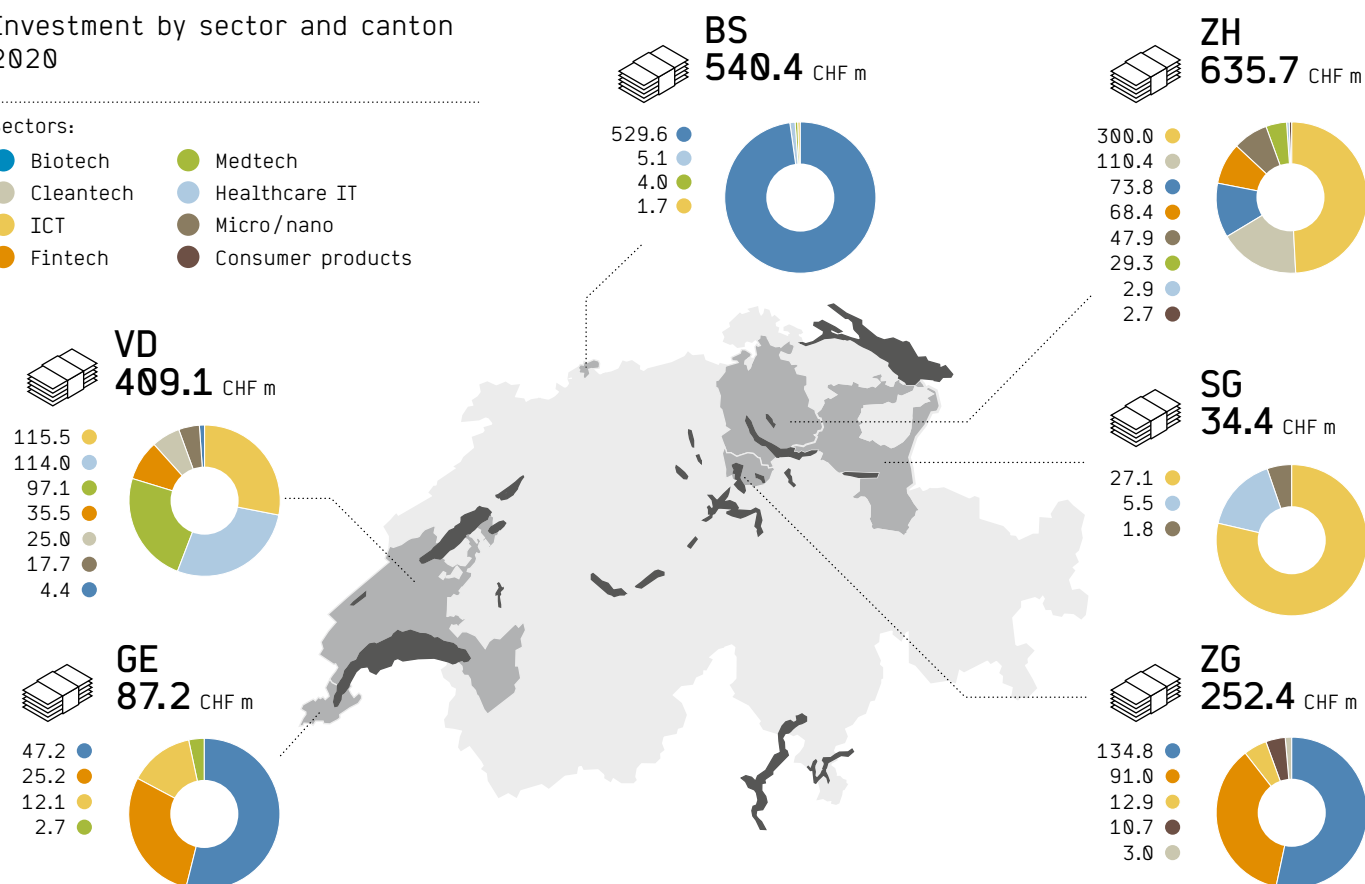 Investment by sector and canton
2020
Sectors:
Biotech
Cleantech
ICT
Fintech
Medtech
Healthcare IT
Micro/nano
Consumer products
BS
540.4 CHF m
529.6
5.1
4.0
1.7
ZH
635.7 CHF m
300.0
110.4
73.8
68.4
47.9
29.3
2.9
2.7
VD
409.1 CHF m
115.5
114.0
97.1
35.5
25.0
17.7
4.4
SG
34.4 CHF m
27.1
5.5
1.8
GE
87.2 CHF m
47.2
25.2
12.1
2.7
ZG
252.4 CHF m
134.8
91.0
12.9
10.7
3.0